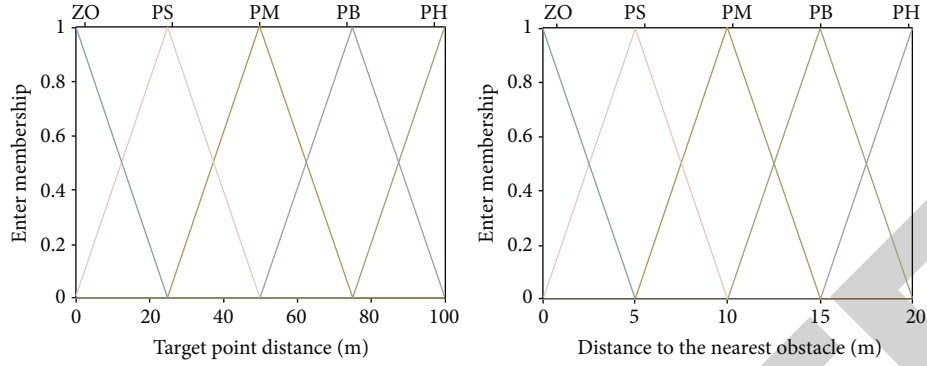 ZO PS PM PB PH
1
0.8
0.6
0.4
0.2
0
Enter membership
0 20 40 60 80 100
Target point distance (m)
ZO PS PM PB PH
1
0.8
0.6
0.4
0.2
0
Enter membership
0 5 10 15 20
Distance to the nearest obstacle (m)